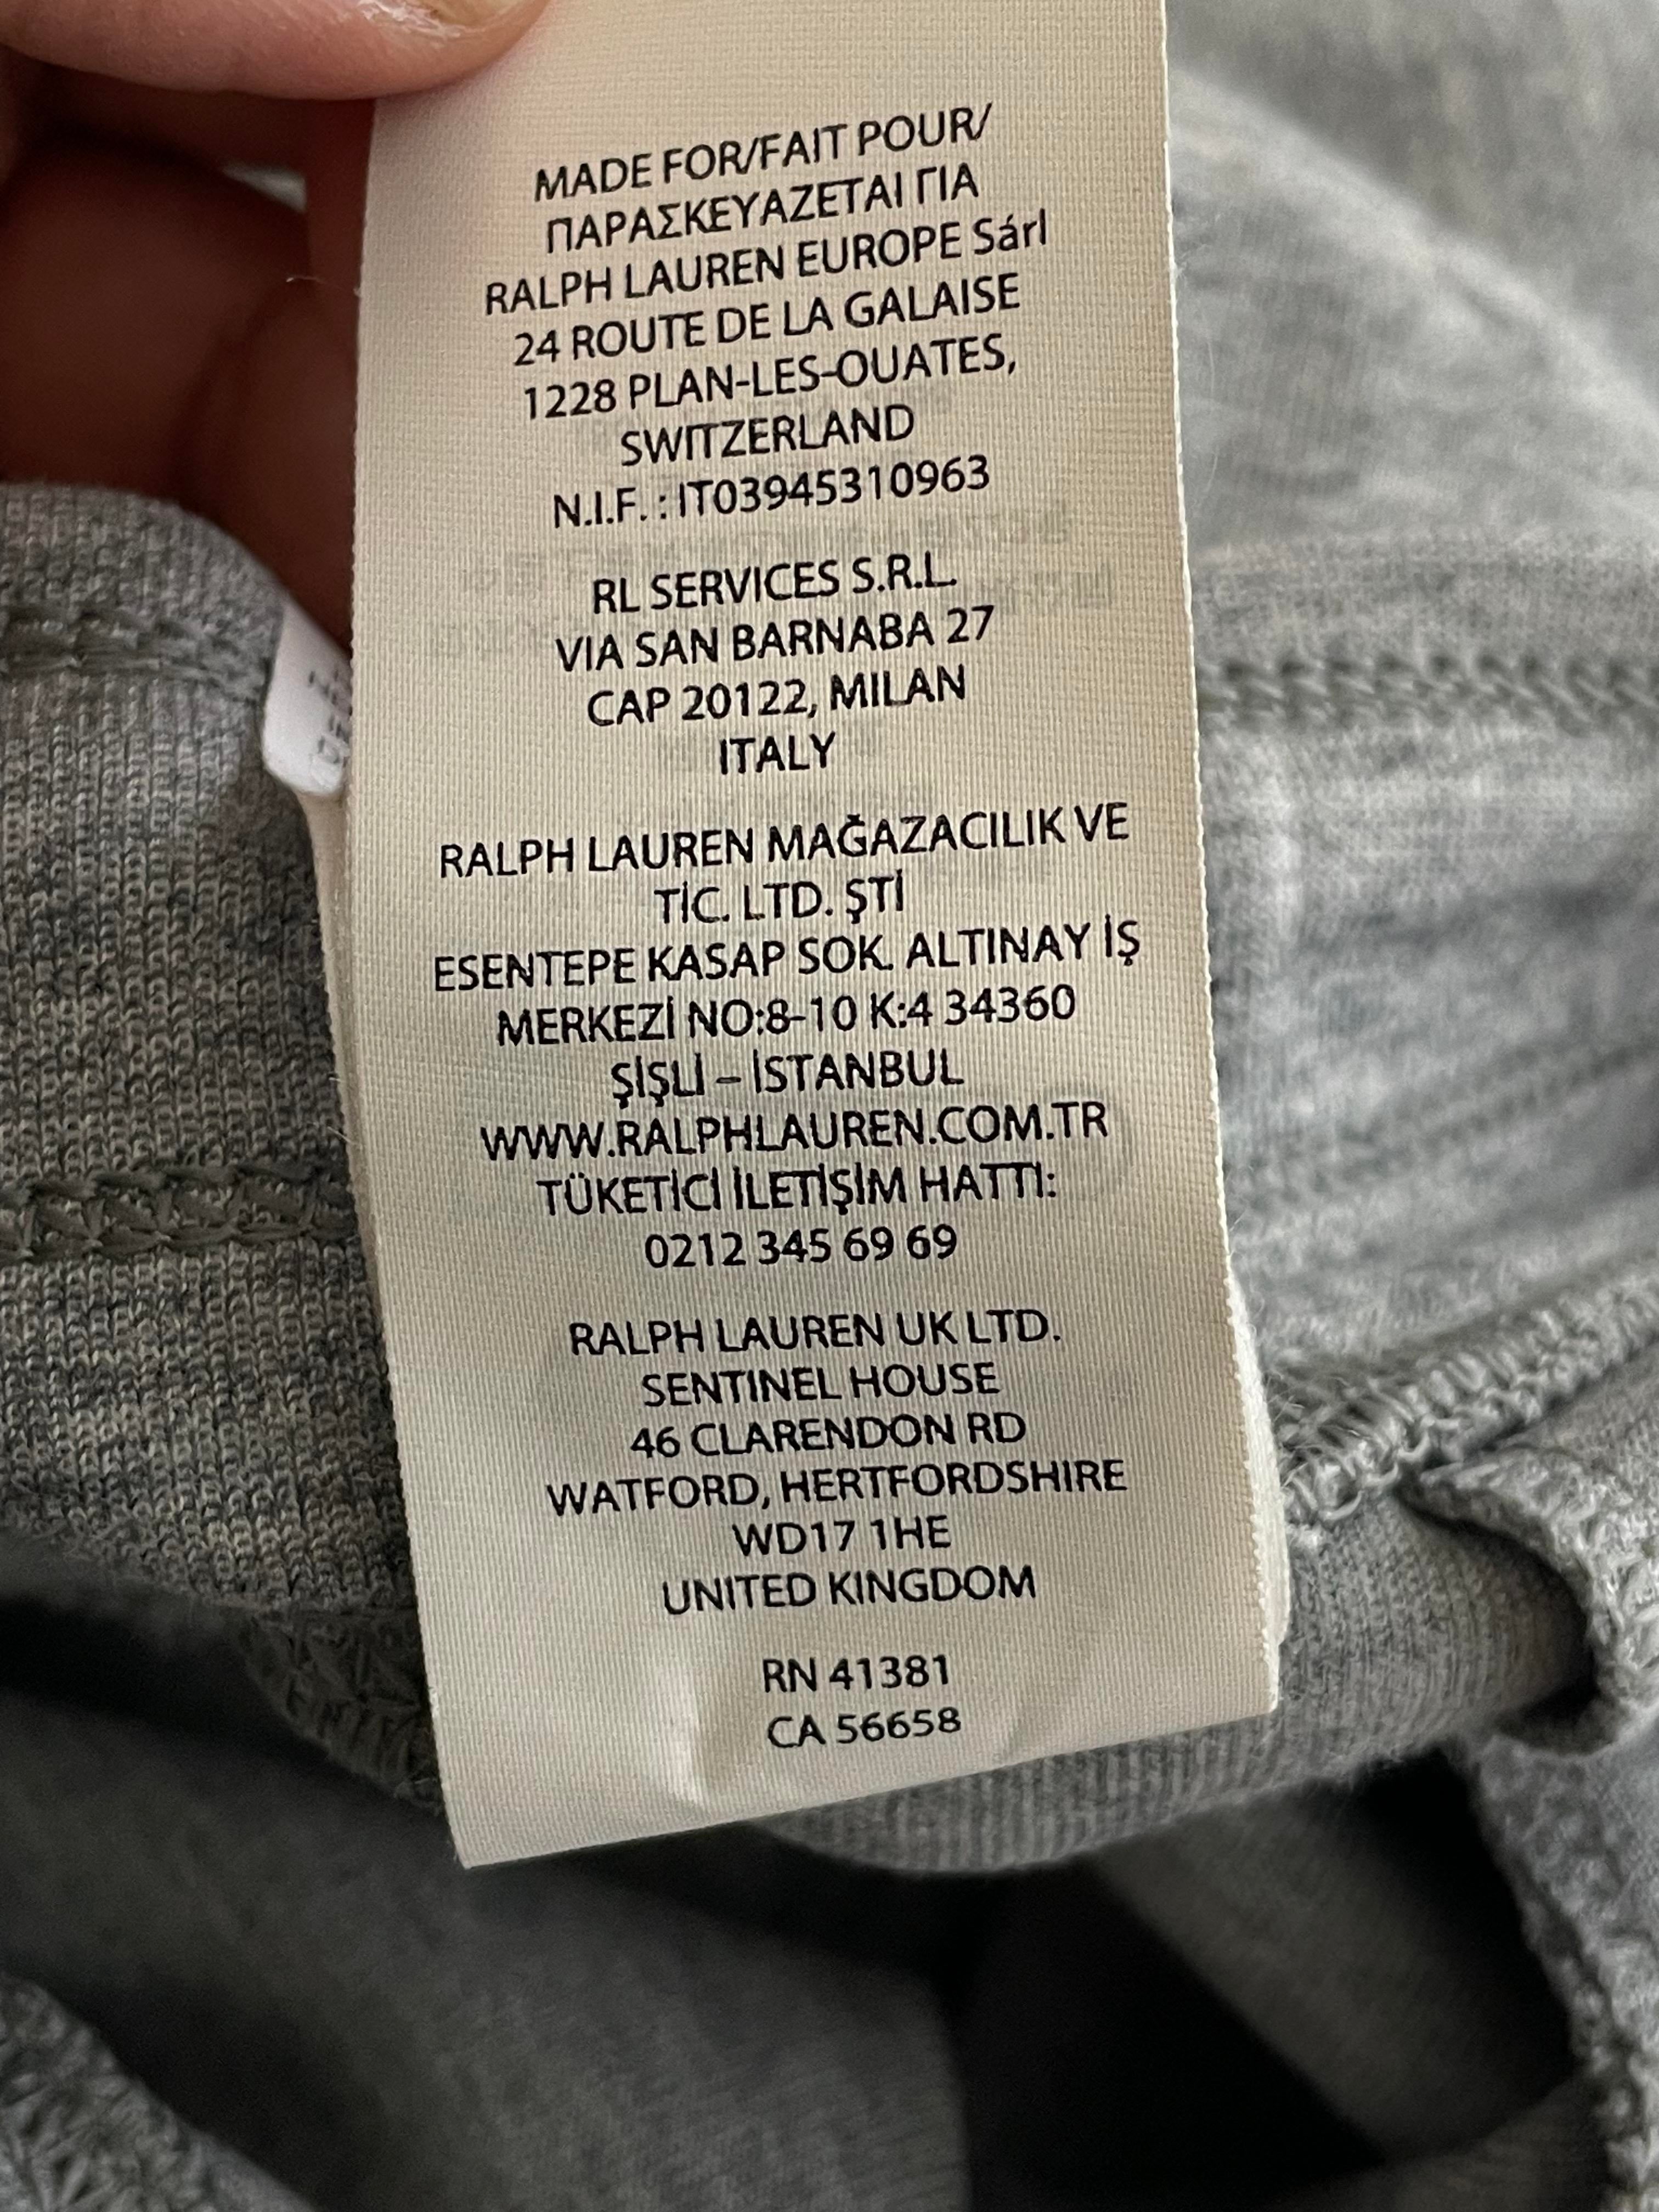 MADE FOR/FAIT POUR/
ΠΑΡΑΣΚΕΥΑΖΕΤΑΙ ΓΙΑ
RALPH LAUREN EUROPE Sárl
24 ROUTE DE LA GALAISE
1228 PLAN-LES-OUATES,
SWITZERLAND
N.I.F. : IT03945310963
RL SERVICES S.R.L.
VIA SAN BARNABA 27
CAP 20122, MILAN
ITALY
RALPH LAUREN MAĞAZACILIK VE
TİC. LTD. ŞTİ
ESENTEPE KASAP SOK. ALTINAY İŞ
MERKEZİ NO:8-10 K:4 34360
ŞİŞLİ – İSTANBUL
WWW.RALPHLAUREN.COM.TR
TÜKETİCİ İLETİŞİM HATTI:
0212 345 69 69
RALPH LAUREN UK LTD.
SENTINEL HOUSE
46 CLARENDON RD
WATFORD, HERTFORDSHIRE
WD17 1HE
UNITED KINGDOM
RN 41381
CA 56658